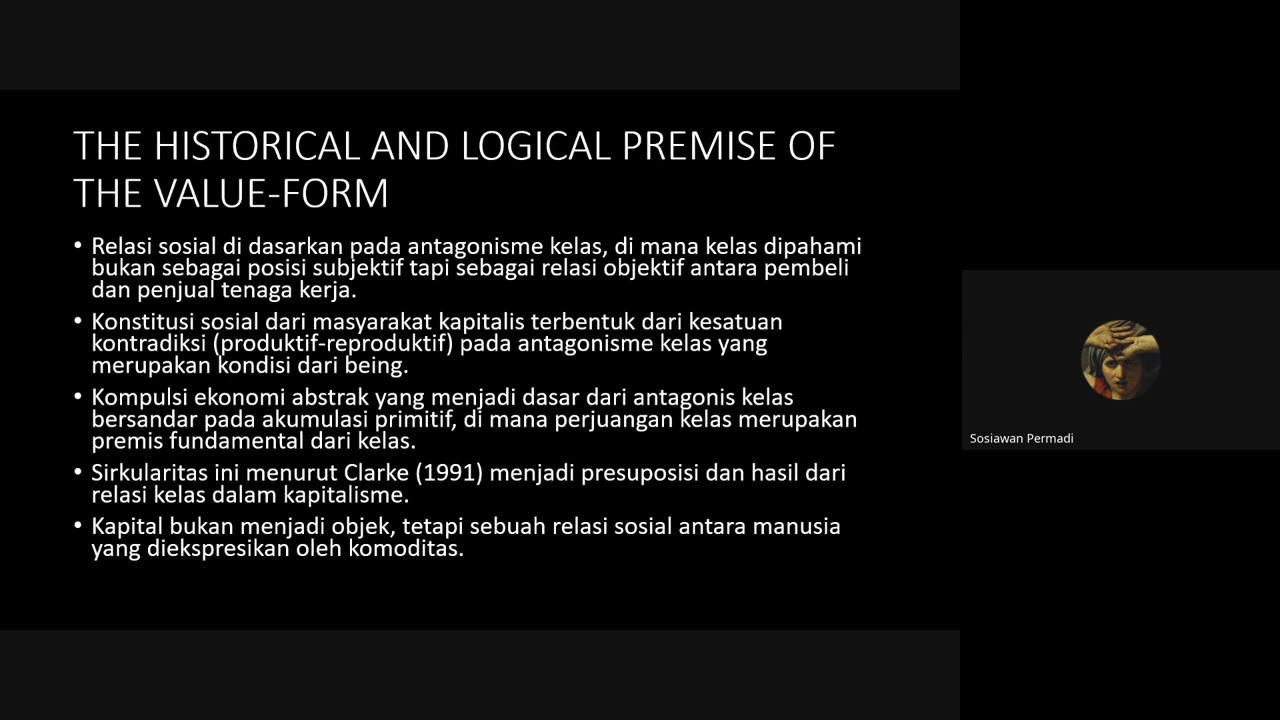 THE HISTORICAL AND LOGICAL PREMISE OF
THE VALUE-FORM
• Relasi sosial di dasarkan pada antagonisme kelas, di mana kelas dipahami
bukan sebagai posisi subjektif tapi sebagai relasi objektif antara pembeli
dan penjual tenaga kerja.
• Konstitusi sosial dari masyarakat kapitalis terbentuk dari kesatuan
kontradiksi (produktif-reproduktif) pada antagonisme kelas yang
merupakan kondisi dari being.
• Kompulsi ekonomi abstrak yang menjadi dasar dari antagonis kelas
bersandar pada akumulasi primitif, di mana perjuangan kelas merupakan
premis fundamental dari kelas.
• Sirkularitas ini menurut Clarke (1991) menjadi presuposisi dan hasil dari
relasi kelas dalam kapitalisme.
• Kapital bukan menjadi objek, tetapi sebuah relasi sosial antara manusia
yang diekspresikan oleh komoditas.
Sosiawan Permadi